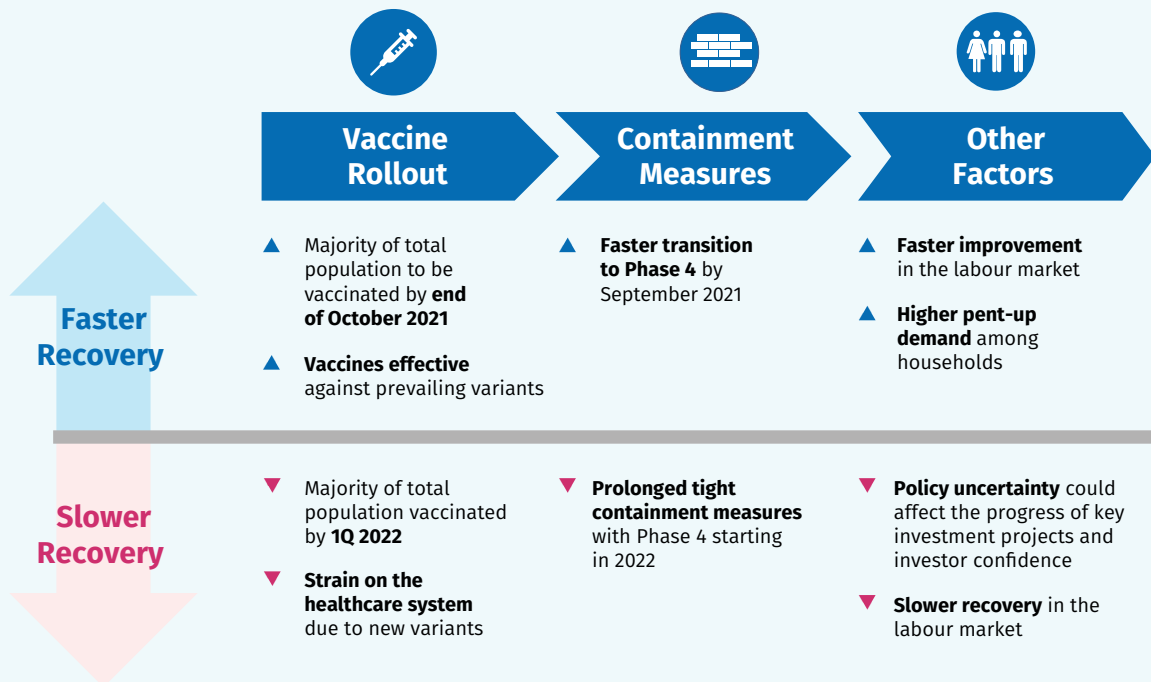 Vaccine
Rollout
Containment
Measures
Other
Factors
Faster
Recovery
Majority of total
population to be
vaccinated by end
of October 2021
Vaccines effective
against prevailing variants
Faster transition
to Phase 4 by
September 2021
Faster improvement
in the labour market
Higher pent-up
demand among
households
Slower
Recovery
Majority of total
population vaccinated
by 1Q 2022
Strain on the
healthcare system
due to new variants
Prolonged tight
containment measures
with Phase 4 starting
in 2022
Policy uncertainty could
affect the progress of key
investment projects and
investor confidence
Slower recovery in the
labour market